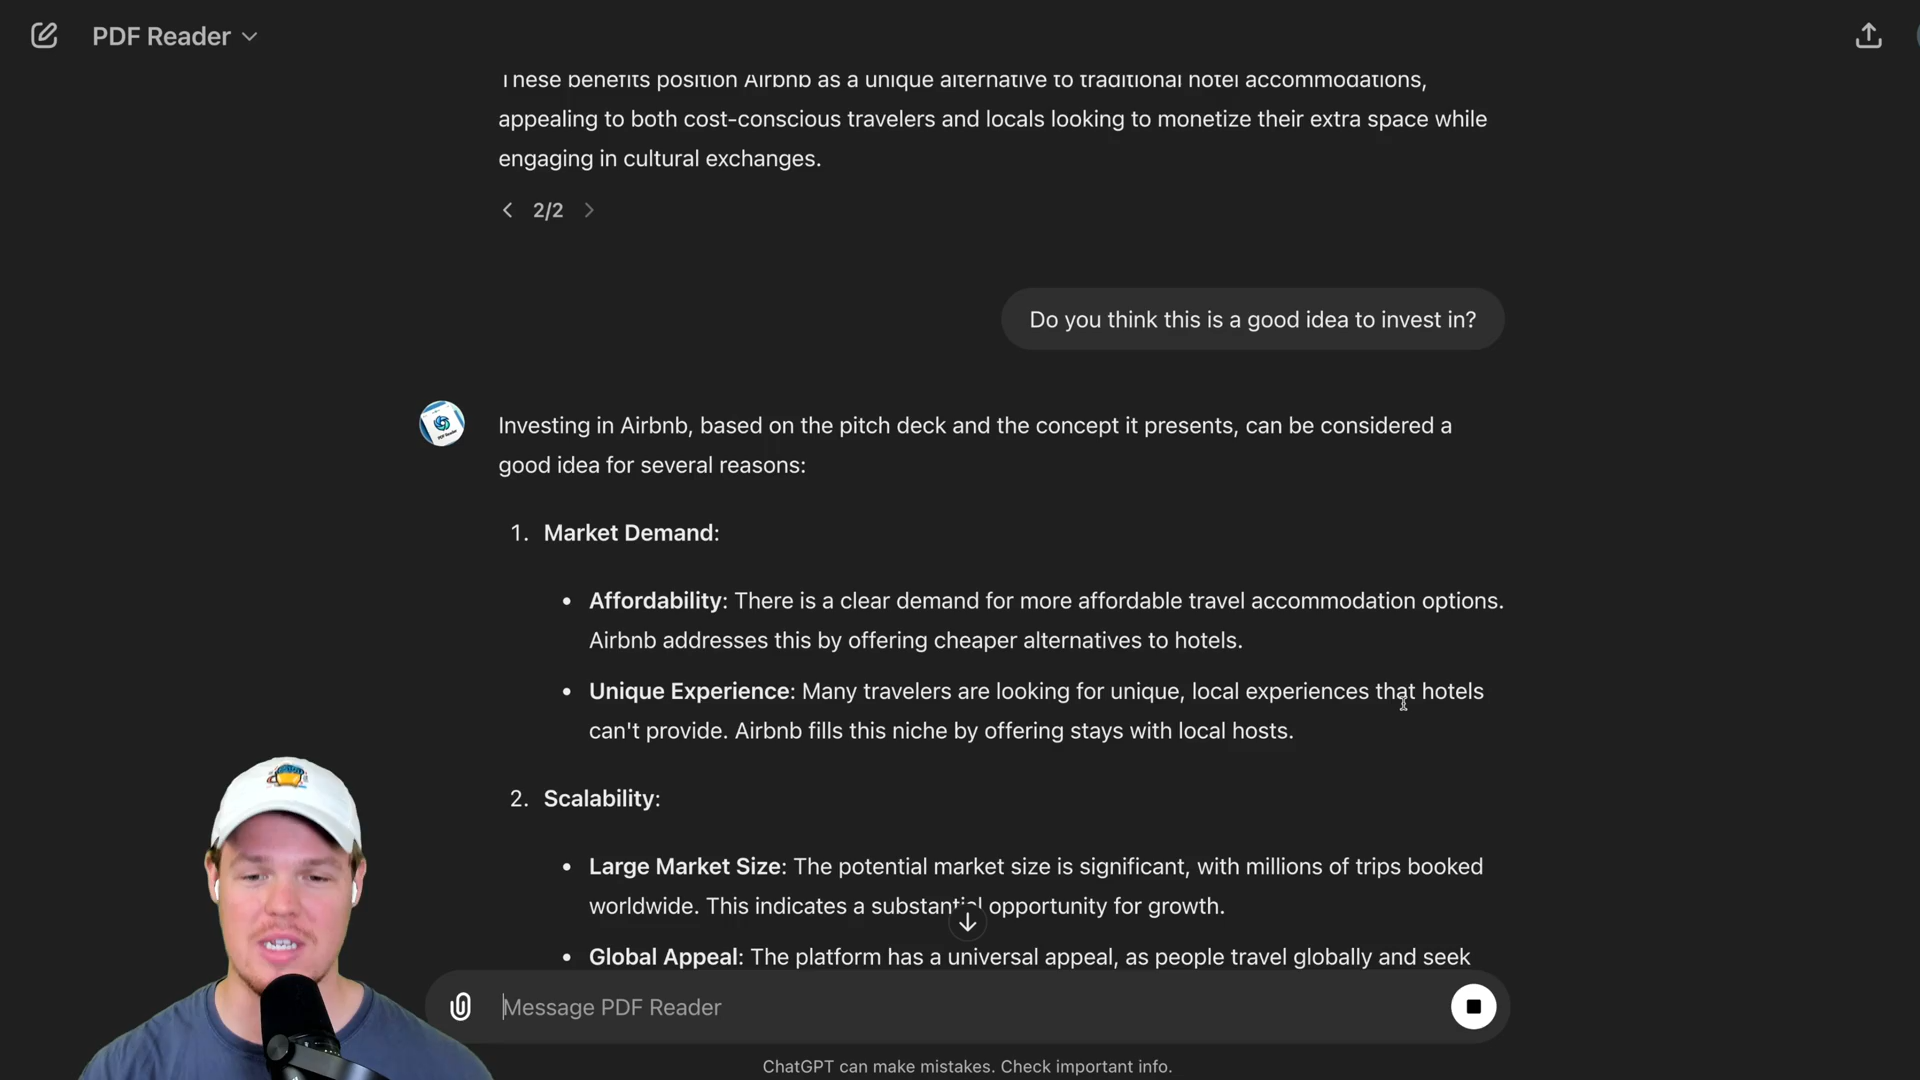 PDF Reader
These benefits position Airbnb as a unique alternative to traditional hotel accommodations,
appealing to both cost-conscious travelers and locals looking to monetize their extra space while
engaging in cultural exchanges.
2/2
Do you think this is a good idea to invest in?
Investing in Airbnb, based on the pitch deck and the concept it presents, can be considered a
good idea for several reasons:
1. Market Demand:
• Affordability: There is a clear demand for more affordable travel accommodation options.
Airbnb addresses this by offering cheaper alternatives to hotels.
• Unique Experience: Many travelers are looking for unique, local experiences that hotels
can't provide. Airbnb fills this niche by offering stays with local hosts.
2. Scalability:
• Large Market Size: The potential market size is significant, with millions of trips booked
worldwide. This indicates a substantial opportunity for growth.
• Global Appeal: The platform has a universal appeal, as people travel globally and seek
Message PDF Reader
ChatGPT can make mistakes. Check important info.